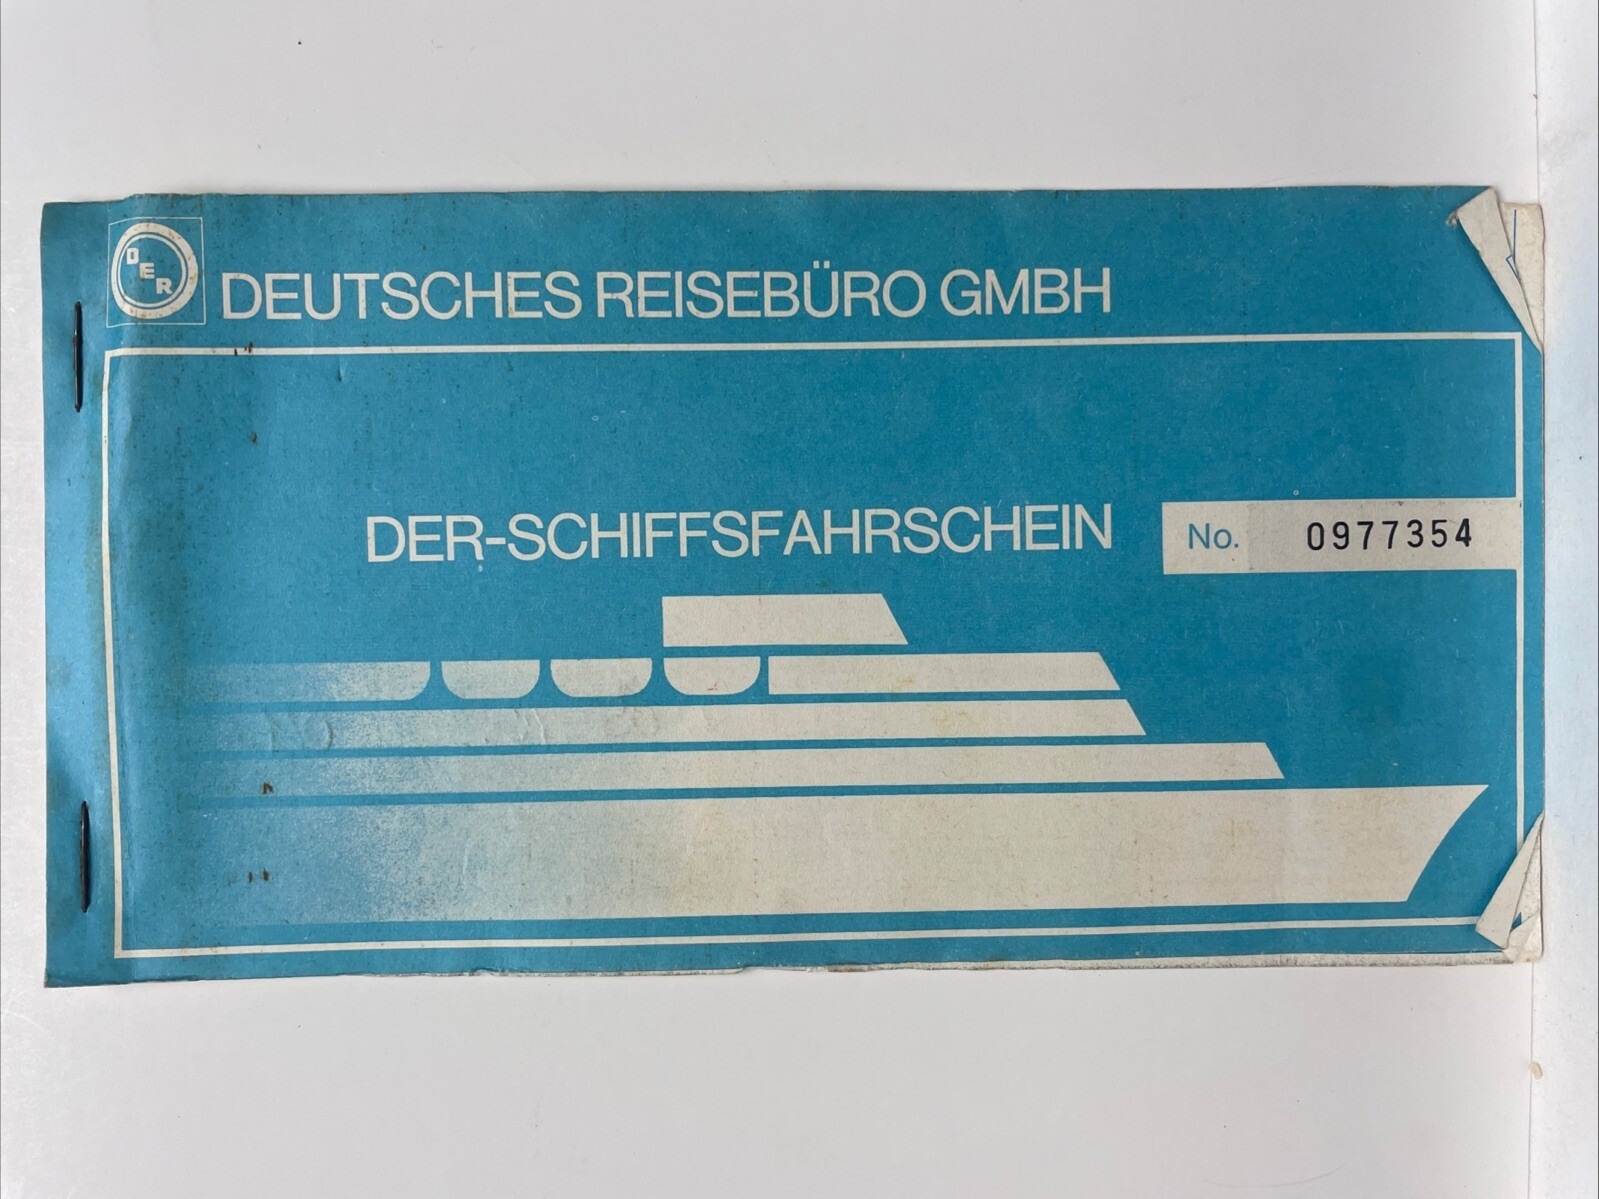 DER
DEUTSCHES REISEBÜRO GMBH
DER-SCHIFFSFAHRSCHEIN
No. 0977354